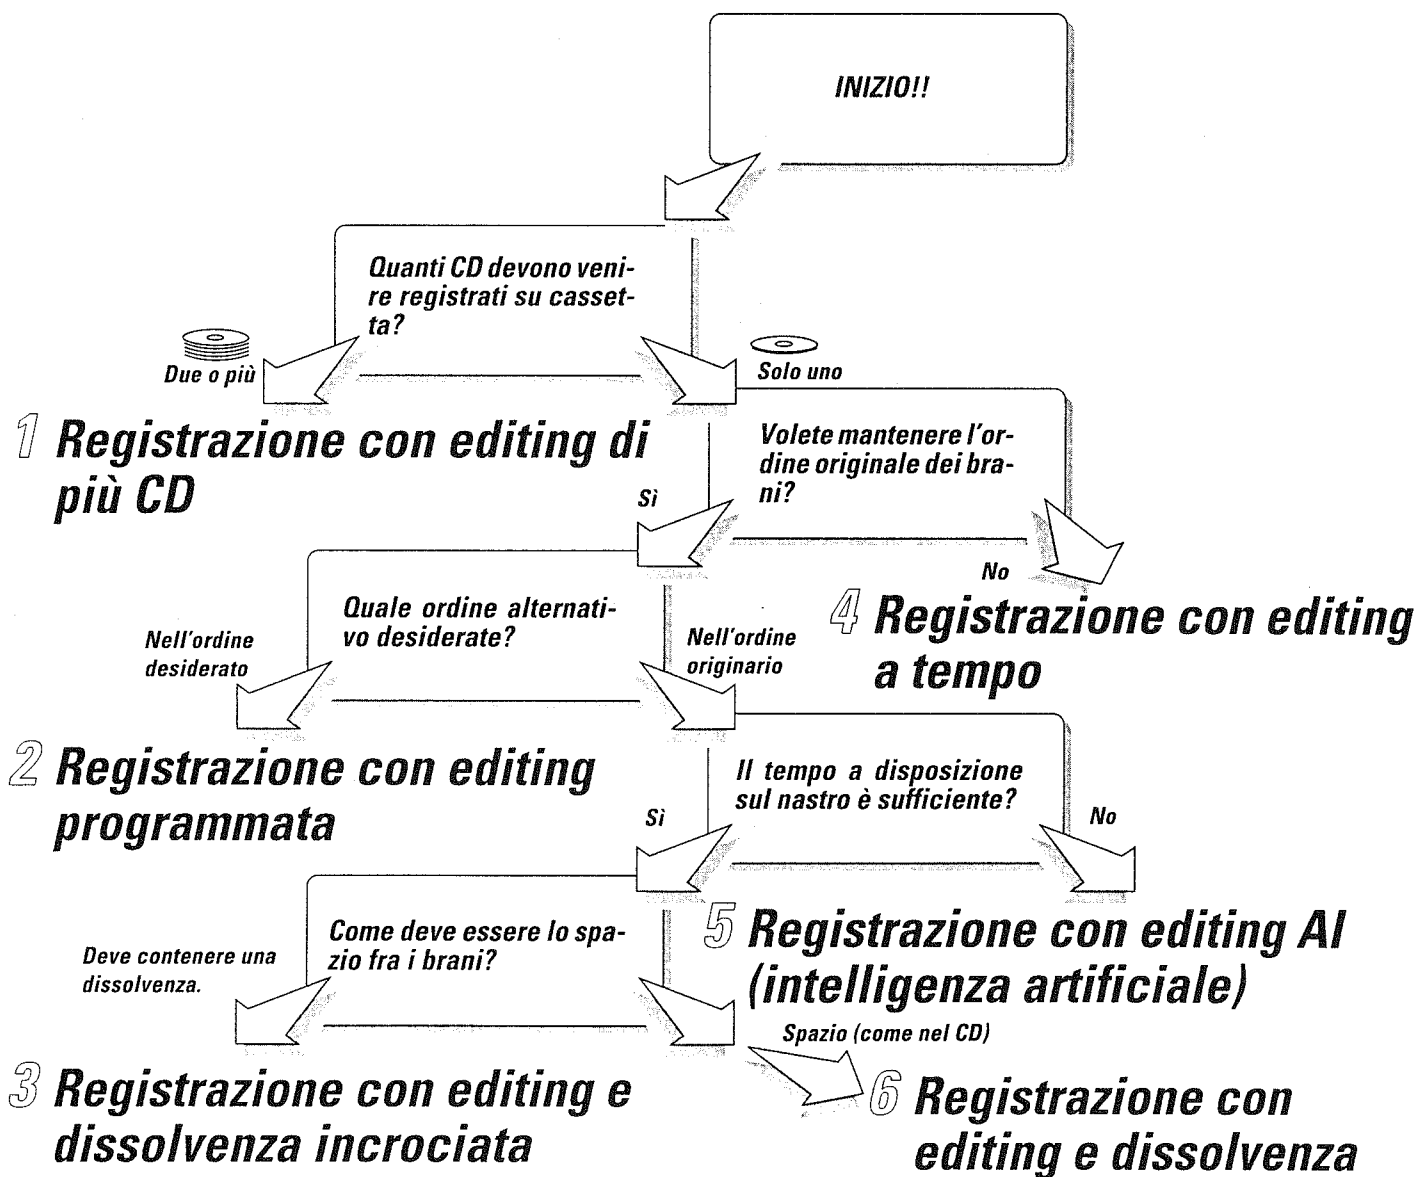 INIZIO!!
Quanti CD devono veni-
re registrati su casset-
ta?
Due o più
Solo uno
1 Registrazione con editing di
più CD
Volete mantenere l'or-
dine originale dei bra-
ni?
Sì
No
Quale ordine alternati-
vo desiderate?
Nell'ordine
desiderato
Nell'ordine
originario
4 Registrazione con editing
a tempo
2 Registrazione con editing
programmata
Il tempo a disposizione
sul nastro è sufficiente?
Sì
No
Come deve essere lo spa-
zio fra i brani?
Deve contenere una
dissolvenza.
5 Registrazione con editing AI
(intelligenza artificiale)
Spazio (come nel CD)
3 Registrazione con editing e
dissolvenza incrociata
6 Registrazione con
editing e dissolvenza